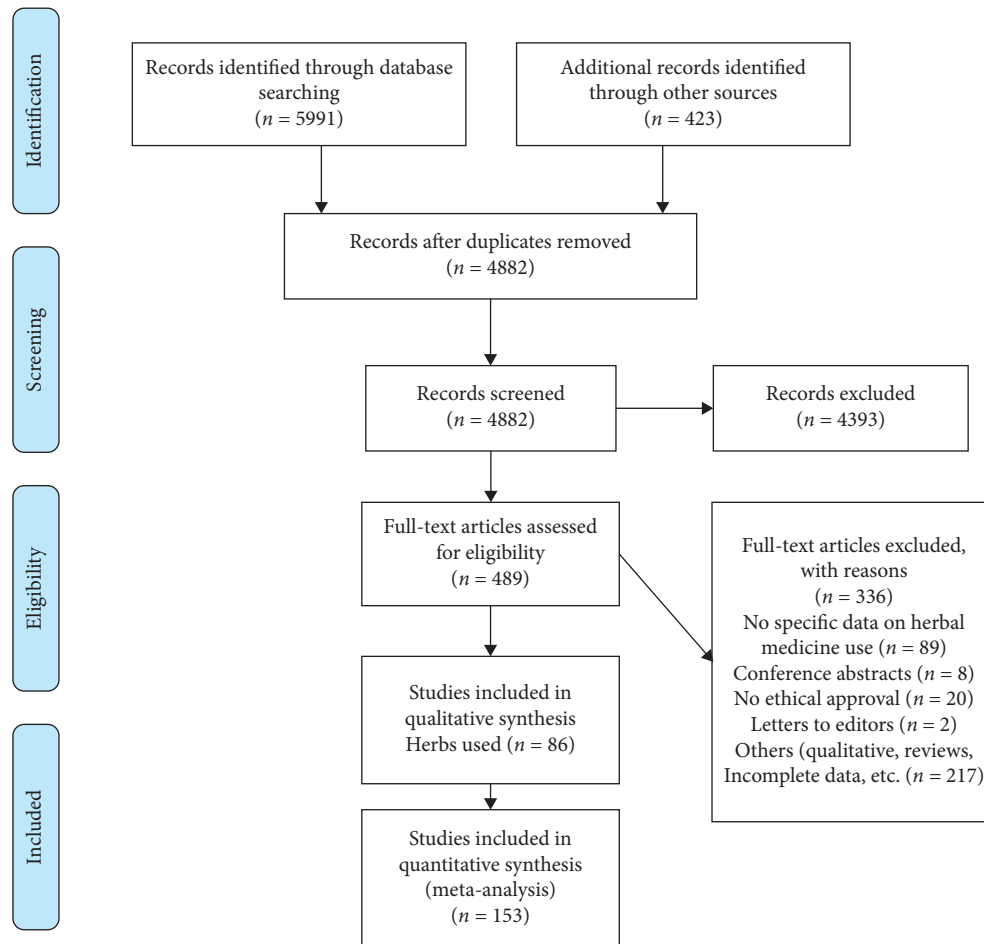 Identification
Records identified through database
searching
(n = 5991)
Additional records identified
through other sources
(n = 423)
Records after duplicates removed
(n = 4882)
Screening
Records screened
(n = 4882)
Records excluded
(n = 4393)
Eligibility
Full-text articles assessed
for eligibility
(n = 489)
Full-text articles excluded,
with reasons
(n = 336)
No specific data on herbal
medicine use (n = 89)
Conference abstracts (n = 8)
No ethical approval (n = 20)
Letters to editors (n = 2)
Others (qualitative, reviews,
Incomplete data, etc. (n = 217)
Studies included in
qualitative synthesis
Herbs used (n = 86)
Included
Studies included in
quantitative synthesis
(meta-analysis)
n = 153